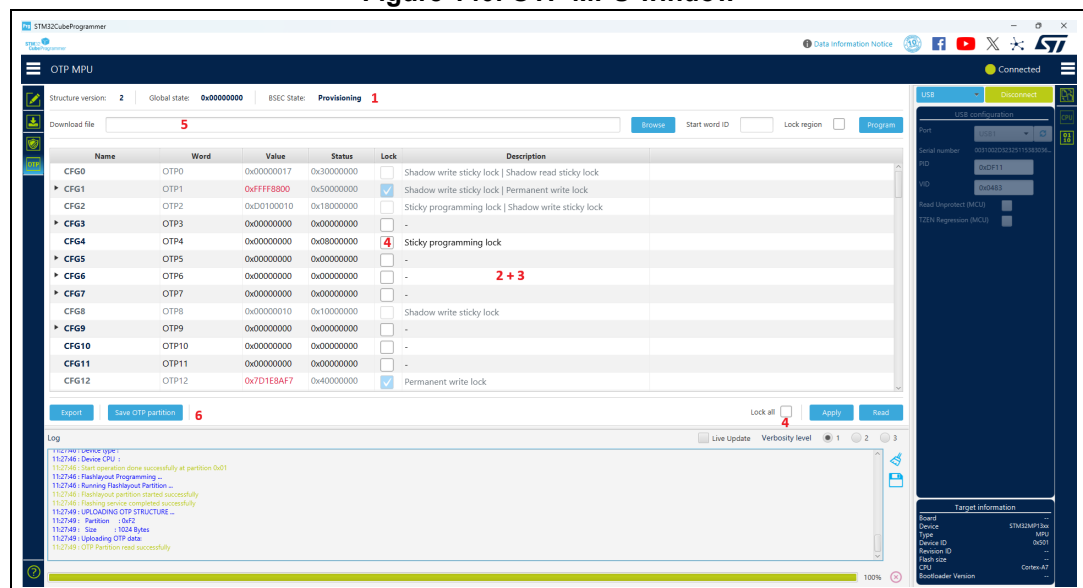 STM32CubeProgrammer
Data Information Notice
OTP MPU
Connected
Structure version: 2 Global state: 0x00000000 BSEC State: Provisioning 1
Download file 5 Browse Start word ID Lock region Program
Name Word Value Status Lock Description
CFG0 OTP0 0x00000017 0x30000000 Shadow write sticky lock | Shadow read sticky lock
CFG1 OTP1 0xFFFF8800 0x50000000 Shadow write sticky lock | Permanent write lock
CFG2 OTP2 0xD0100010 0x18000000 Sticky programming lock | Shadow write sticky lock
CFG3 OTP3 0x00000000 0x00000000 -
CFG4 OTP4 0x00000000 0x08000000 4 Sticky programming lock
CFG5 OTP5 0x00000000 0x00000000 -
CFG6 OTP6 0x00000000 0x00000000 - 2 + 3
CFG7 OTP7 0x00000000 0x00000000 -
CFG8 OTP8 0x00000010 0x10000000 Shadow write sticky lock
CFG9 OTP9 0x00000000 0x00000000 -
CFG10 OTP10 0x00000000 0x00000000 -
CFG11 OTP11 0x00000000 0x00000000 -
CFG12 OTP12 0x7D1E8AF7 0x40000000 Permanent write lock
Export Save OTP partition 6 Lock all 4 Apply Read
Log Live Update Verbosity level 1 2 3
11:27:46 : Device CPU :
11:27:46 : Start operation done successfully at partition 0x01
11:27:46 : Flashlayout Programming ...
11:27:46 : Running Flashlayout Partition ...
11:27:46 : Flashlayout partition started successfully
11:27:46 : Flashing service completed successfully
11:27:49 : UPLOADING OTP STRUCTURE ...
11:27:49 : Partition : 0xF2
11:27:49 : Size : 1024 Bytes
11:27:49 : Uploading OTP data:
11:27:49 : OTP Partition read successfully
100%
USB Disconnect
USB configuration
Port USB1
Serial number
PID 0xDF11
VID 0x0483
Read Unprotect (MCU)
TZEN Regression (MCU)
Target information
Board --
Device STM32MP13xx
Type MPU
Device ID 0x501
Revision ID --
Flash size --
CPU Cortex-A7
Bootloader Version --
OTP
CPU